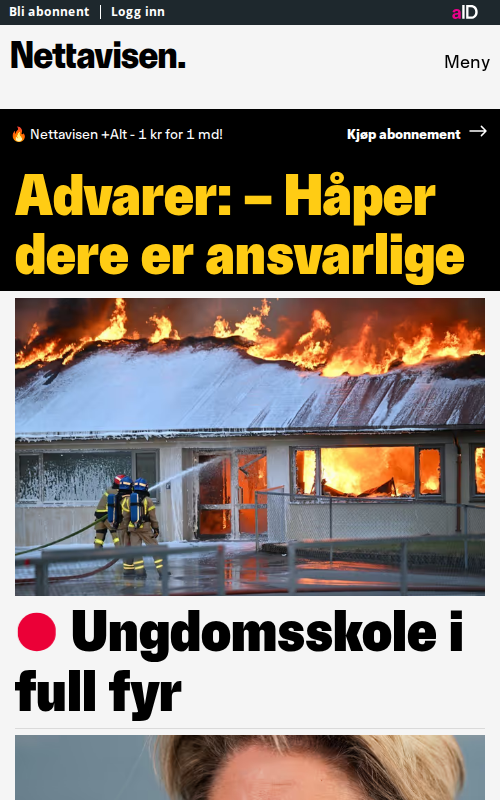 Bli abonnent | Logg inn
aID
Nettavisen.
Meny
🔥 Nettavisen +Alt - 1 kr for 1 md!
Kjøp abonnement →
Advarer: – Håper
dere er ansvarlige
Ungdomsskole i
full fyr